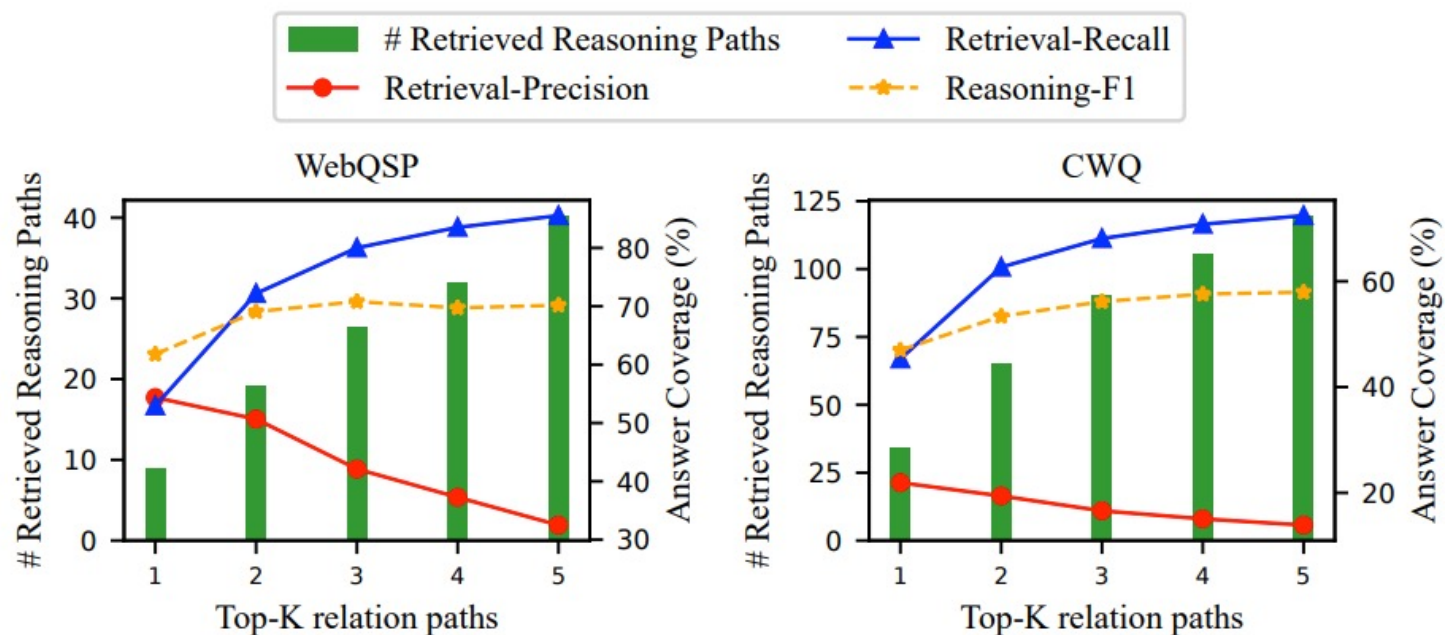 # Retrieved Reasoning Paths
Retrieval-Recall
Retrieval-Precision
Reasoning-F1
WebQSP
# Retrieved Reasoning Paths
40
30
20
10
0
80
70
60
50
40
30
Answer Coverage (%)
1 2 3 4 5
Top-K relation paths
CWQ
# Retrieved Reasoning Paths
125
100
75
50
25
0
60
40
20
Answer Coverage (%)
1 2 3 4 5
Top-K relation paths